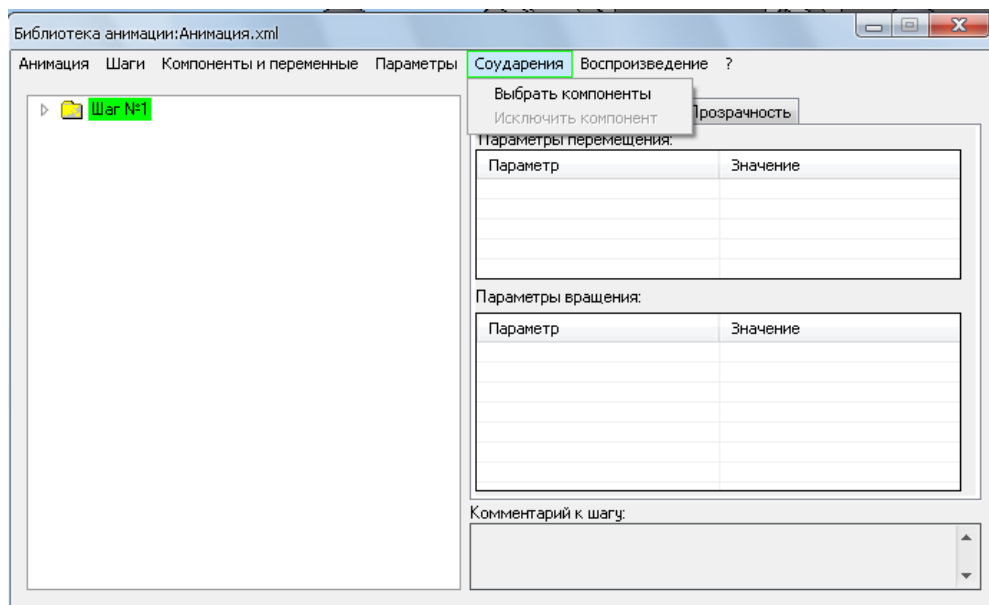 Библиотека анимации:Анимация.xml
Анимация Шаги Компоненты и переменные Параметры Соударения Воспроизведение ?
Выбрать компоненты
Исключить компонент
Шаг №1
Прозрачность
Параметры перемещения:
Параметр Значение
Параметры вращения:
Параметр Значение
Комментарий к шагу: